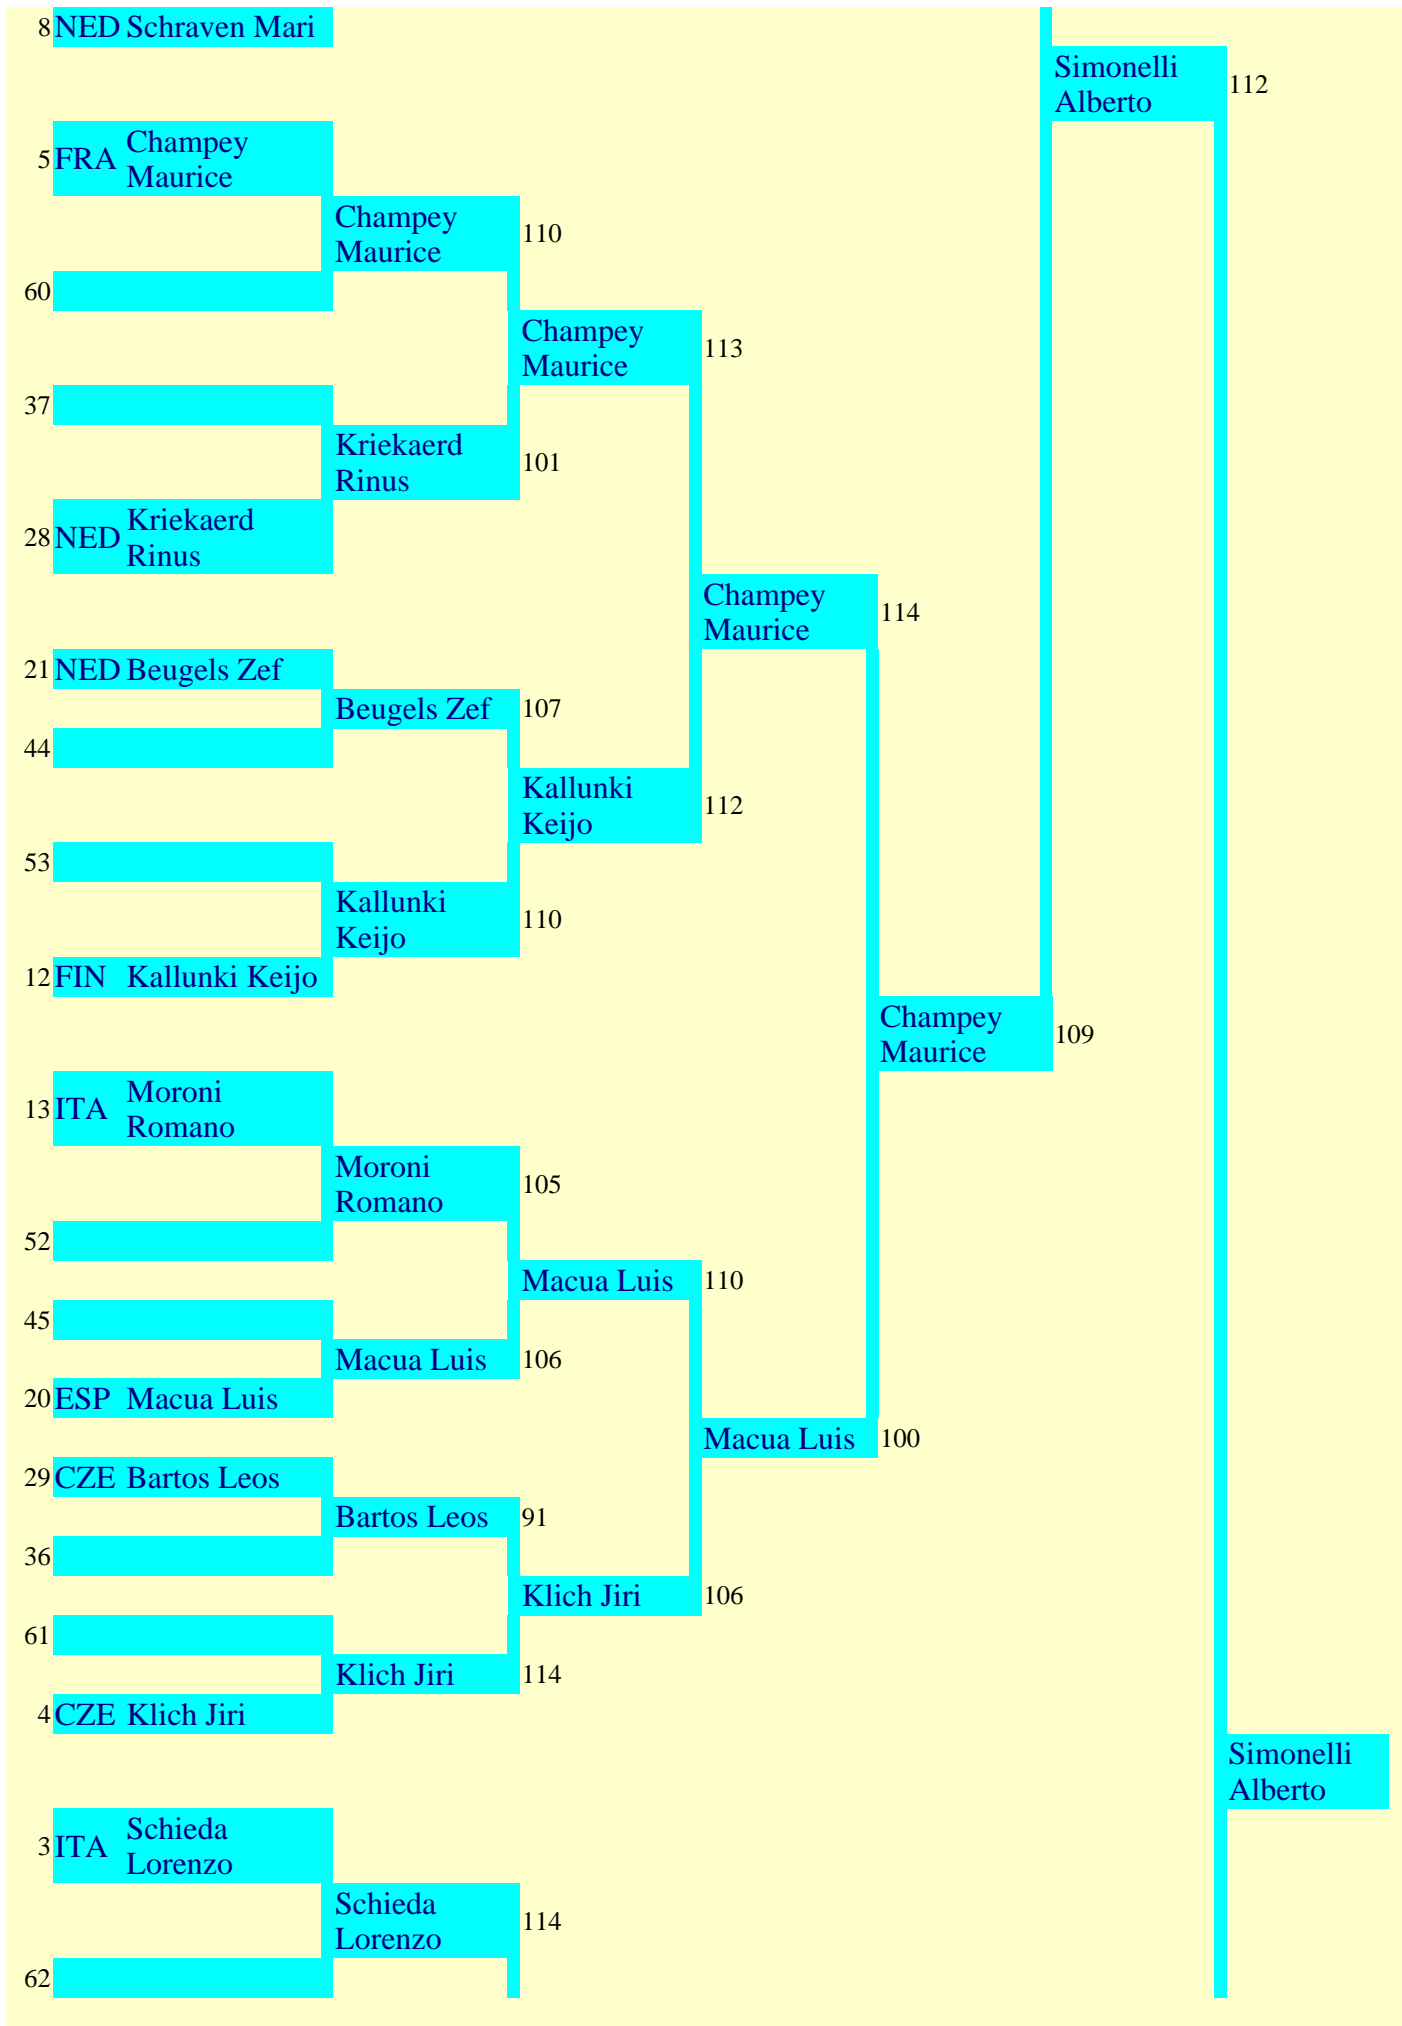 8 NED Schraven Mari
Simonelli
Alberto
112
5 FRA Champey
Maurice
Champey
Maurice
110
60
Champey
Maurice
113
37
Kriekaerd
Rinus
101
28 NED Kriekaerd
Rinus
Champey
Maurice
114
21 NED Beugels Zef
Beugels Zef 107
44
Kallunki
Keijo
112
53
Kallunki
Keijo
110
12 FIN Kallunki Keijo
Champey
Maurice
109
13 ITA Moroni
Romano
Moroni
Romano
105
52
Macua Luis 110
45
Macua Luis 106
20 ESP Macua Luis
Macua Luis 100
29 CZE Bartos Leos
Bartos Leos 91
36
Klich Jiri 106
61
Klich Jiri 114
4 CZE Klich Jiri
Simonelli
Alberto
3 ITA Schieda
Lorenzo
Schieda
Lorenzo
114
62